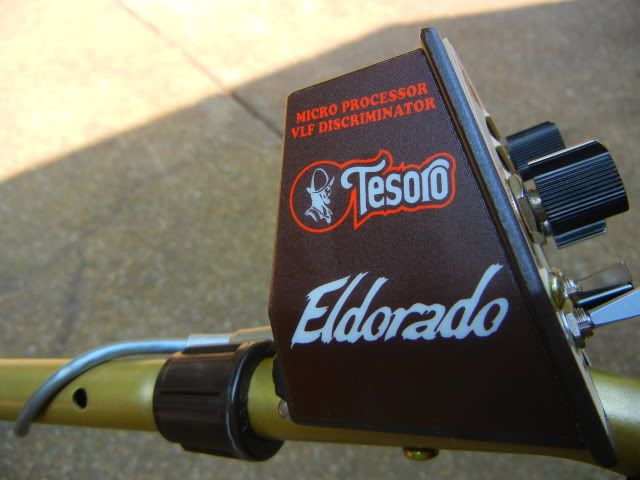 MICRO PROCESSOR
VLF DISCRIMINATOR
Tesoro
Eldorado